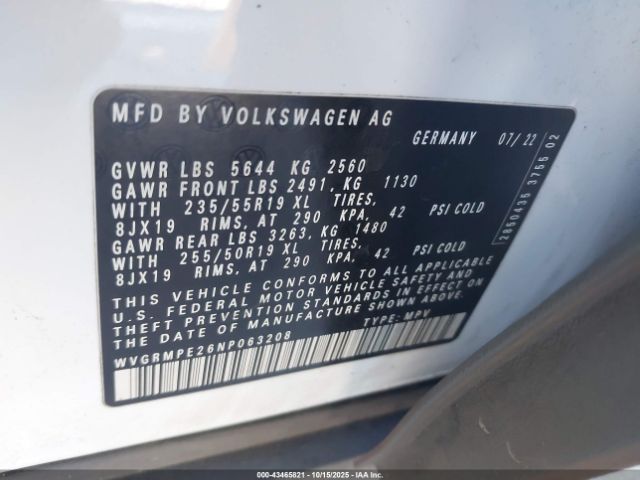 MFD BY VOLKSWAGEN AG
GERMANY 07/22
GVWR LBS 5644 KG 2560
GAWR FRONT LBS 2491, KG 1130
WITH 235/55R19 XL TIRES,
8JX19 RIMS, AT 290 KPA, 42 PSI COLD
GAWR REAR LBS 3263, KG 1480
WITH 255/50R19 XL TIRES,
8JX19 RIMS, AT 290 KPA, 42 PSI COLD
THIS VEHICLE CONFORMS TO ALL APPLICABLE
U.S. FEDERAL MOTOR VEHICLE SAFETY AND
THEFT PREVENTION STANDARDS IN EFFECT ON
THE DATE OF MANUFACTURE SHOWN ABOVE.
WVGRMPE26NP063208 TYPE: MPV
2850435 3755 02
000-43465821 - 10/15/2025 - IAAI.COM